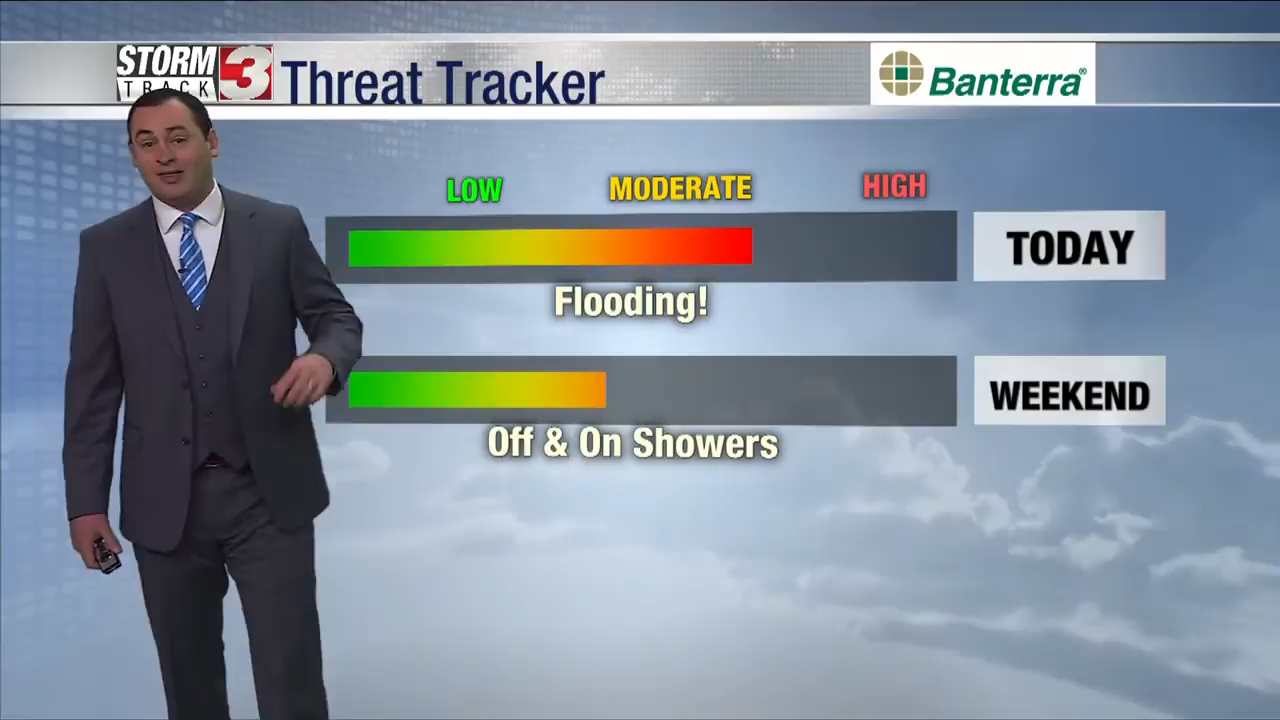 STORM
TRACK
3
Threat Tracker
Banterra®
LOW
MODERATE
HIGH
TODAY
Flooding!
WEEKEND
Off & On Showers